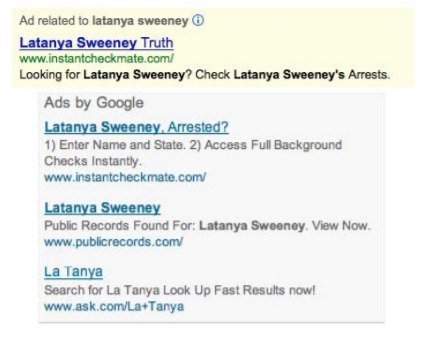 Ad related to latanya sweeney ⓘ
Latanya Sweeney Truth
www.instantcheckmate.com/
Looking for Latanya Sweeney? Check Latanya Sweeney's Arrests.
Ads by Google
Latanya Sweeney, Arrested?
1) Enter Name and State. 2) Access Full Background
Checks Instantly.
www.instantcheckmate.com/
Latanya Sweeney
Public Records Found For: Latanya Sweeney. View Now.
www.publicrecords.com/
La Tanya
Search for La Tanya Look Up Fast Results now!
www.ask.com/La+Tanya